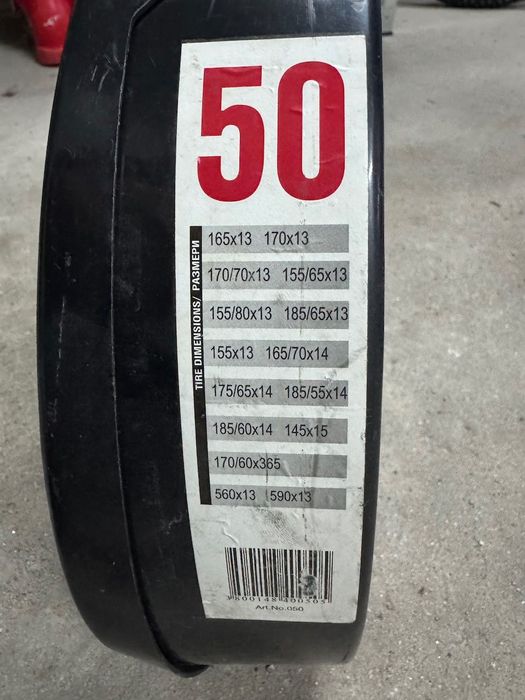 50
TIRE DIMENSIONS/ РАЗМЕРИ
165x13 170x13
170/70x13 155/65x13
155/80x13 185/65x13
155x13 165/70x14
175/65x14 185/55x14
185/60x14 145x15
170/60x365
560x13 590x13
3800148400505
Art.No.050